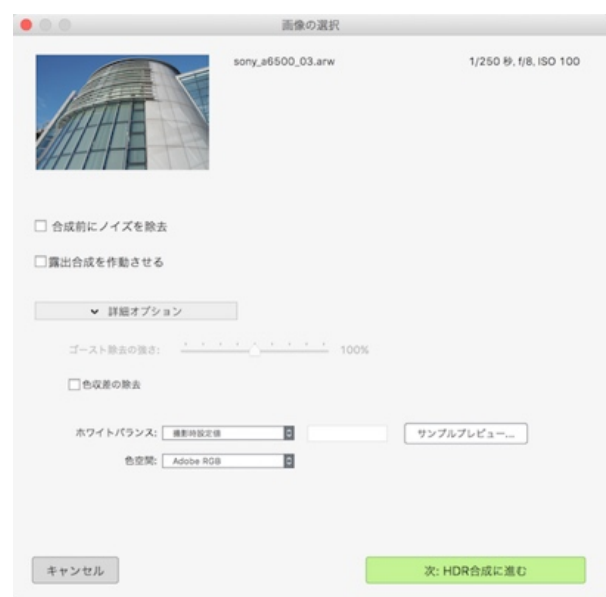 画像の選択
sony_a6500_03.arw 1/250 秒, f/8, ISO 100
合成前にノイズを除去
露出合成を作動させる
詳細オプション
ゴースト除去の強さ: 100%
色収差の除去
ホワイトバランス: 撮影時設定値 サンプルプレビュー...
色空間: Adobe RGB
キャンセル 次: HDR合成に進む